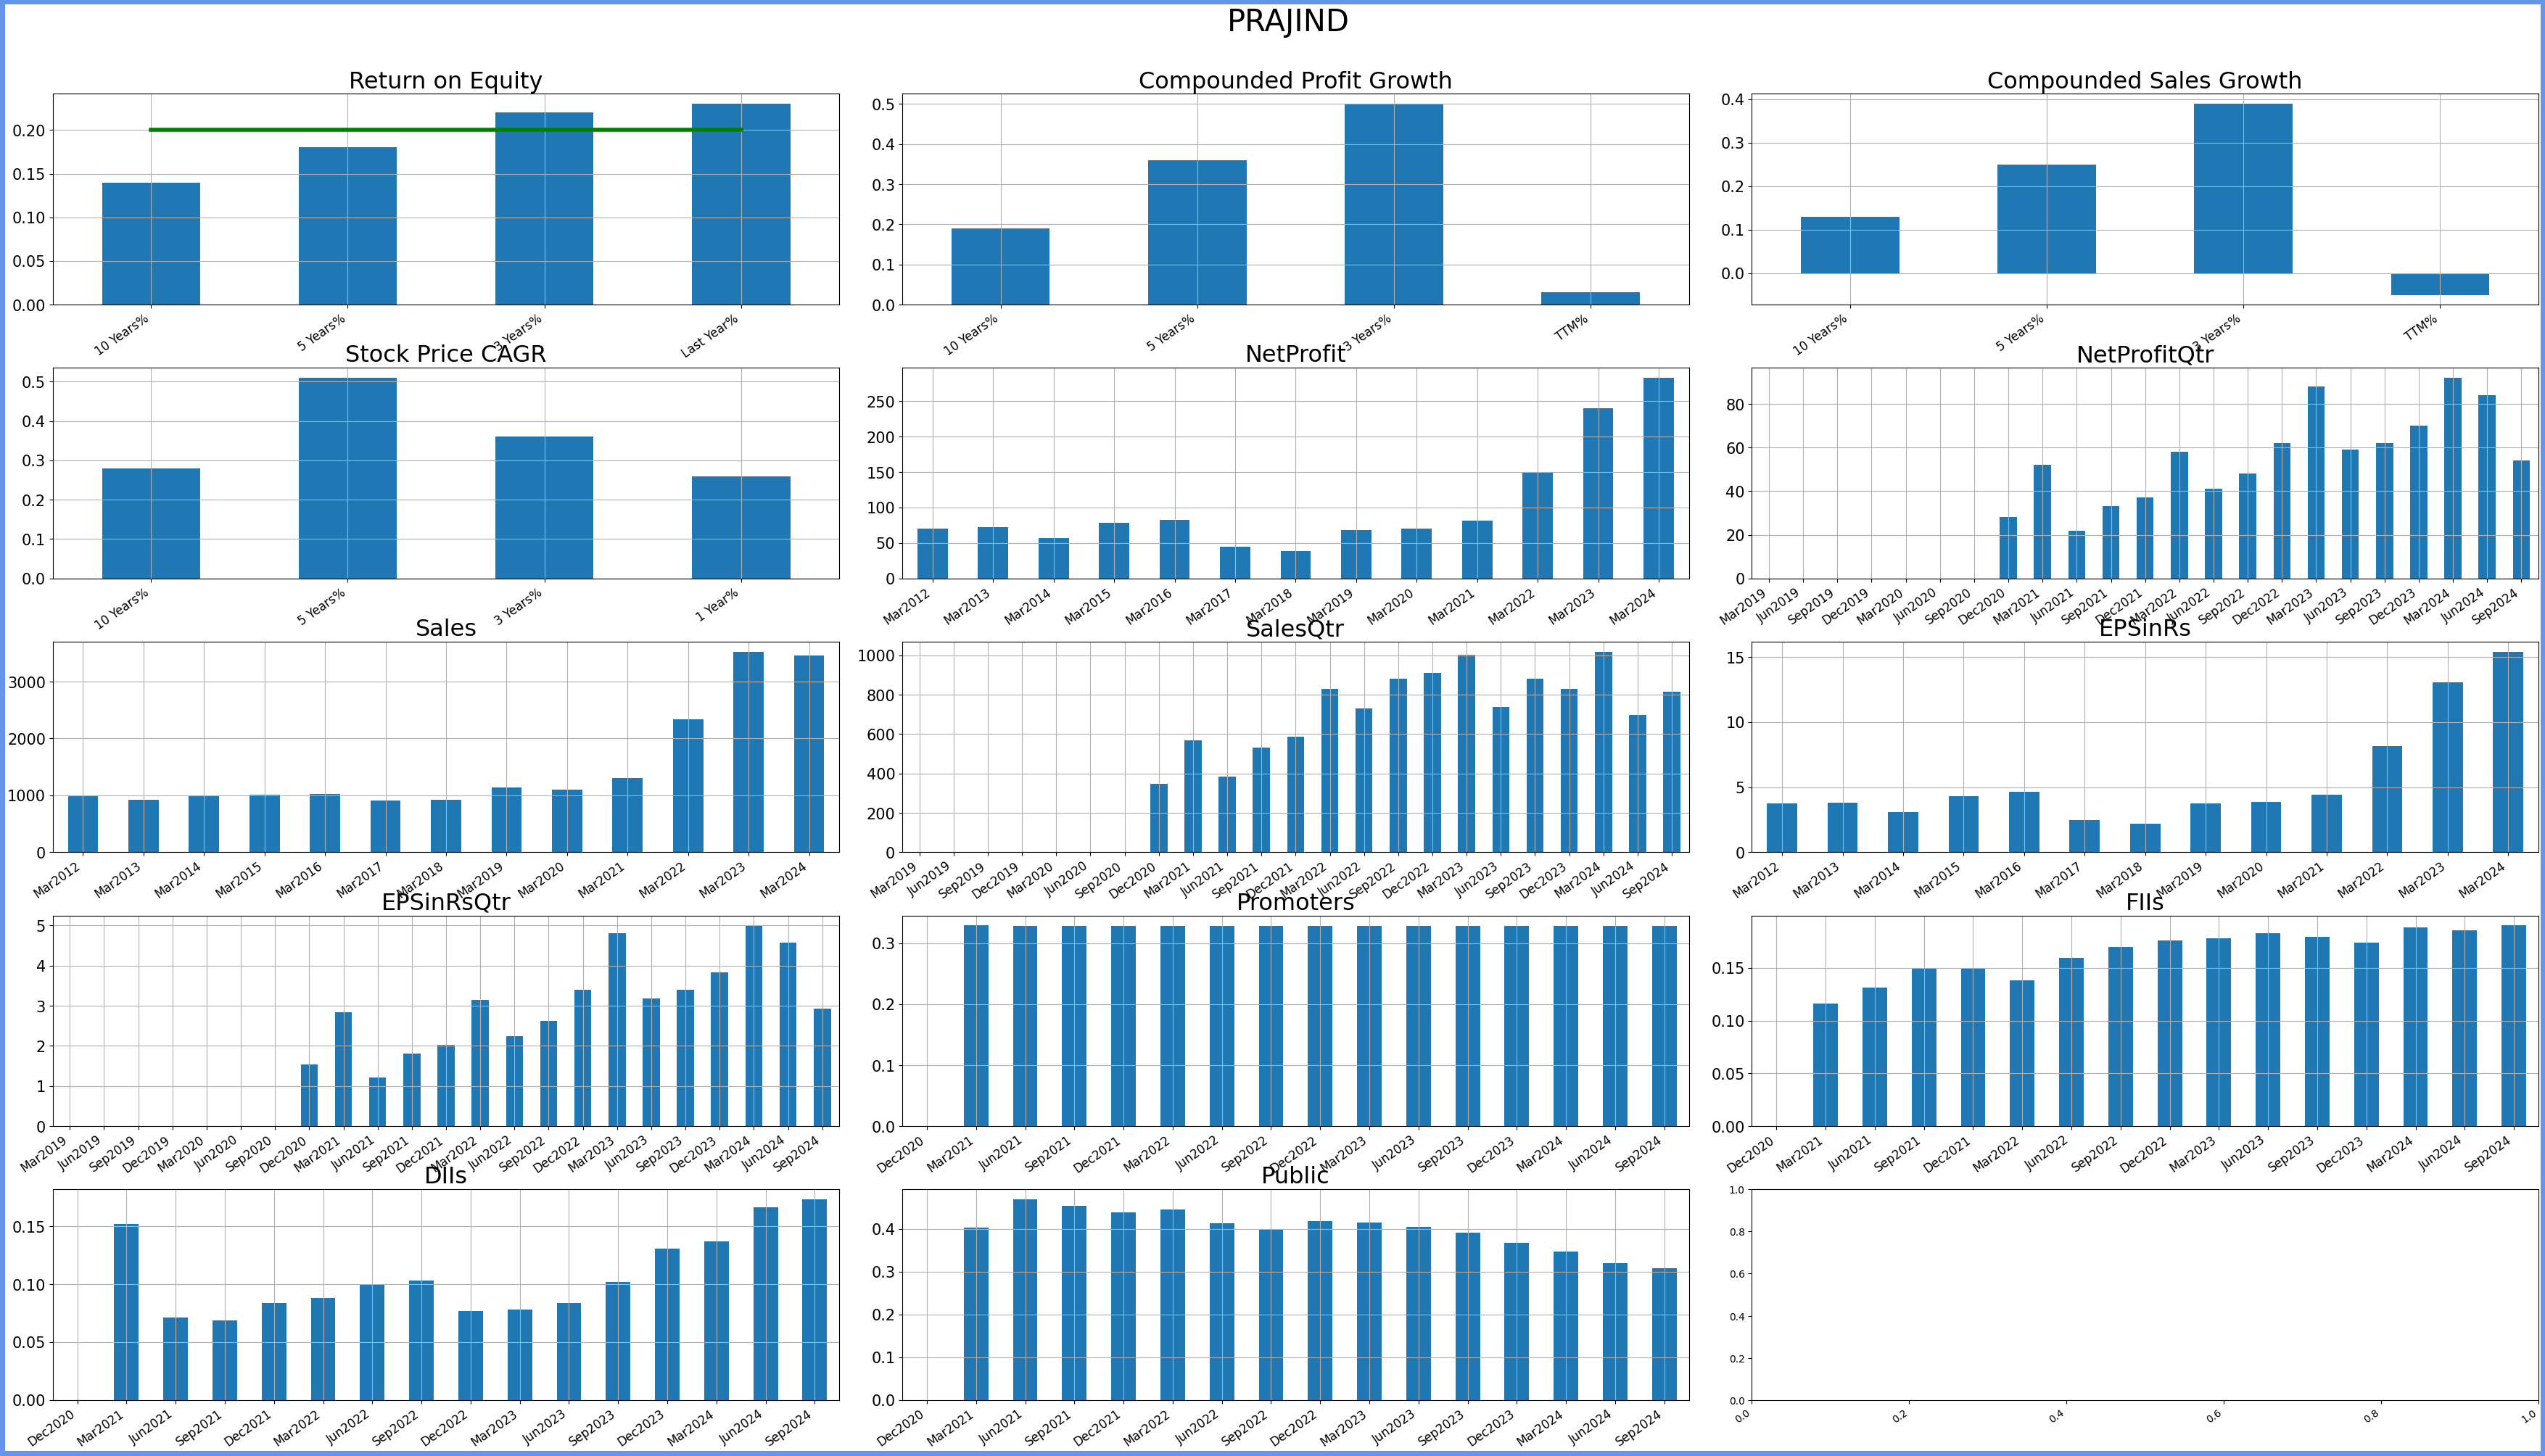 PRAJIND
Return on Equity
0.20
0.15
0.10
0.05
0.00
10 Years% 5 Years% 3 Years% Last Year%
Compounded Profit Growth
0.5
0.4
0.3
0.2
0.1
0.0
10 Years% 5 Years% 3 Years% TTM%
Compounded Sales Growth
0.4
0.3
0.2
0.1
0.0
10 Years% 5 Years% 3 Years% TTM%
Stock Price CAGR
0.5
0.4
0.3
0.2
0.1
0.0
10 Years% 5 Years% 3 Years% 1 Year%
NetProfit
250
200
150
100
50
0
Mar2012 Mar2013 Mar2014 Mar2015 Mar2016 Mar2017 Mar2018 Mar2019 Mar2020 Mar2021 Mar2022 Mar2023 Mar2024
NetProfitQtr
80
60
40
20
0
Mar2019 Jun2019 Sep2019 Dec2019 Mar2020 Jun2020 Sep2020 Dec2020 Mar2021 Jun2021 Sep2021 Dec2021 Mar2022 Jun2022 Sep2022 Dec2022 Mar2023 Jun2023 Sep2023 Dec2023 Mar2024 Jun2024 Sep2024
Sales
3000
2000
1000
0
Mar2012 Mar2013 Mar2014 Mar2015 Mar2016 Mar2017 Mar2018 Mar2019 Mar2020 Mar2021 Mar2022 Mar2023 Mar2024
SalesQtr
1000
800
600
400
200
0
Mar2019 Jun2019 Sep2019 Dec2019 Mar2020 Jun2020 Sep2020 Dec2020 Mar2021 Jun2021 Sep2021 Dec2021 Mar2022 Jun2022 Sep2022 Dec2022 Mar2023 Jun2023 Sep2023 Dec2023 Mar2024 Jun2024 Sep2024
EPSinRs
15
10
5
0
Mar2012 Mar2013 Mar2014 Mar2015 Mar2016 Mar2017 Mar2018 Mar2019 Mar2020 Mar2021 Mar2022 Mar2023 Mar2024
EPSinRsQtr
5
4
3
2
1
0
Mar2019 Jun2019 Sep2019 Dec2019 Mar2020 Jun2020 Sep2020 Dec2020 Mar2021 Jun2021 Sep2021 Dec2021 Mar2022 Jun2022 Sep2022 Dec2022 Mar2023 Jun2023 Sep2023 Dec2023 Mar2024 Jun2024 Sep2024
Promoters
0.3
0.2
0.1
0.0
Dec2020 Mar2021 Jun2021 Sep2021 Dec2021 Mar2022 Jun2022 Sep2022 Dec2022 Mar2023 Jun2023 Sep2023 Dec2023 Mar2024 Jun2024 Sep2024
FIIs
0.15
0.10
0.05
0.00
Dec2020 Mar2021 Jun2021 Sep2021 Dec2021 Mar2022 Jun2022 Sep2022 Dec2022 Mar2023 Jun2023 Sep2023 Dec2023 Mar2024 Jun2024 Sep2024
DIIs
0.15
0.10
0.05
0.00
Dec2020 Mar2021 Jun2021 Sep2021 Dec2021 Mar2022 Jun2022 Sep2022 Dec2022 Mar2023 Jun2023 Sep2023 Dec2023 Mar2024 Jun2024 Sep2024
Public
0.4
0.3
0.2
0.1
0.0
Dec2020 Mar2021 Jun2021 Sep2021 Dec2021 Mar2022 Jun2022 Sep2022 Dec2022 Mar2023 Jun2023 Sep2023 Dec2023 Mar2024 Jun2024 Sep2024
1.0
0.8
0.6
0.4
0.2
0.0
0.0 0.2 0.4 0.6 0.8 1.0